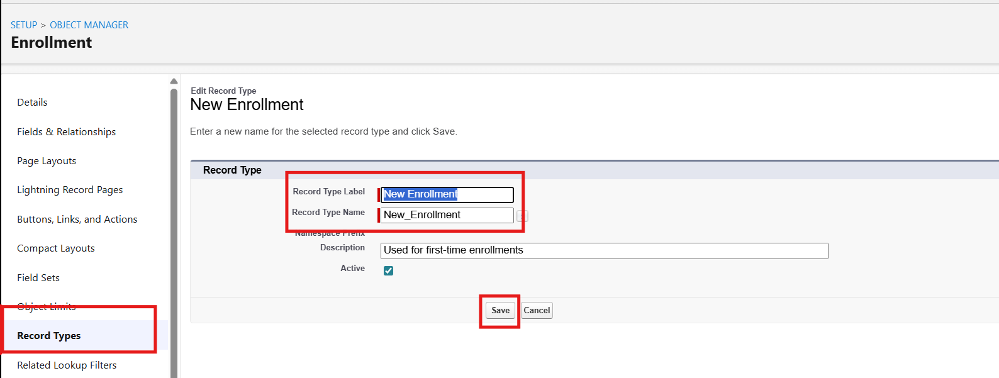 SETUP > OBJECT MANAGER
Enrollment
Details
Fields & Relationships
Page Layouts
Lightning Record Pages
Buttons, Links, and Actions
Compact Layouts
Field Sets
Object Limits
Record Types
Related Lookup Filters
Edit Record Type
New Enrollment
Enter a new name for the selected record type and click Save.
Record Type
Record Type Label New Enrollment
Record Type Name New_Enrollment
Namespace Prefix
Description Used for first-time enrollments
Active
Save Cancel